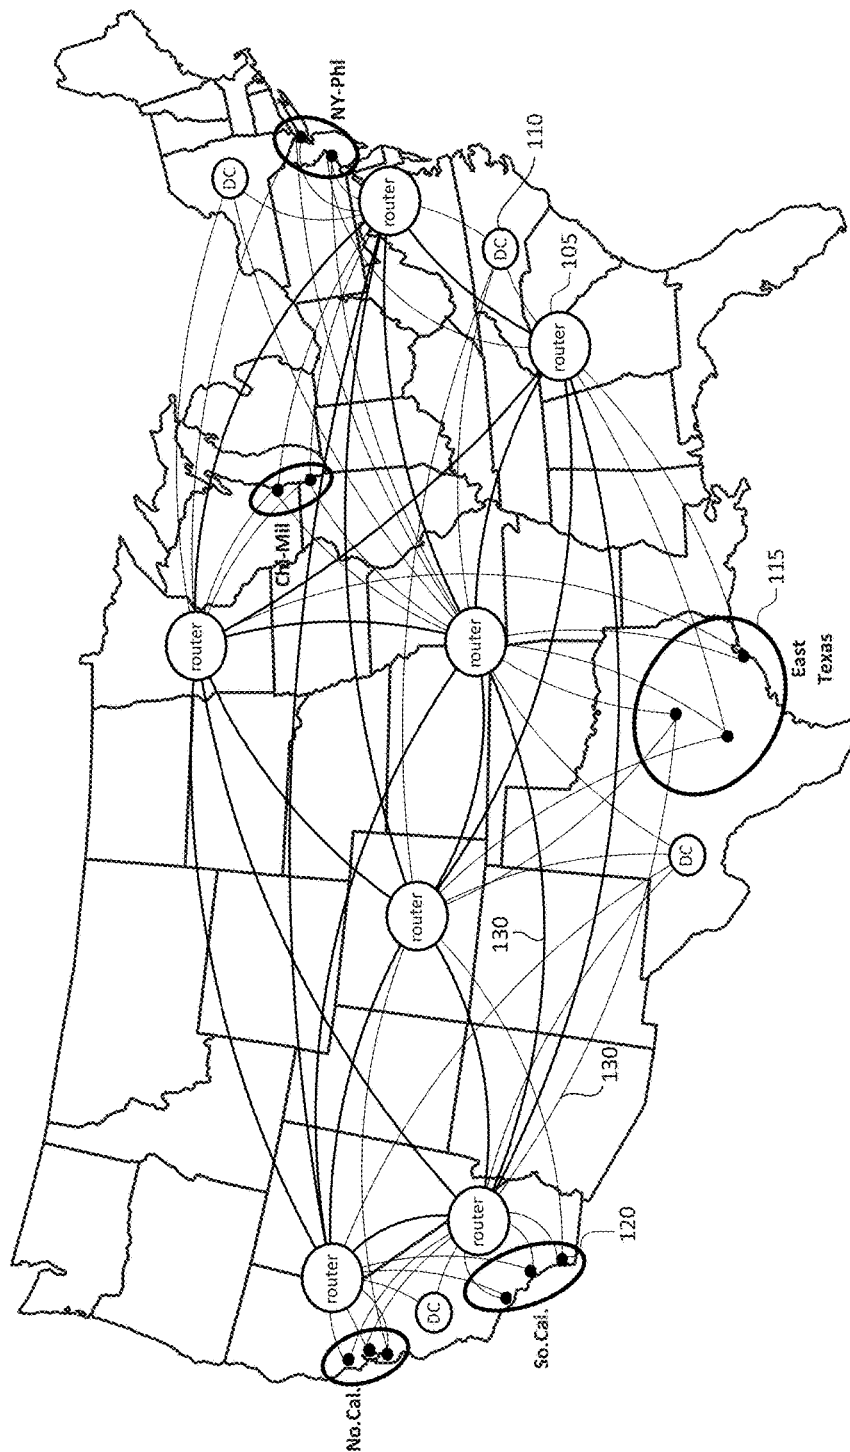 NY-Phl
DC
router
110
DC
105
router
Chi-Mil
router
router
115
East
Texas
DC
router
130
130
router
router
120
DC
So.Cal.
No.Cal.